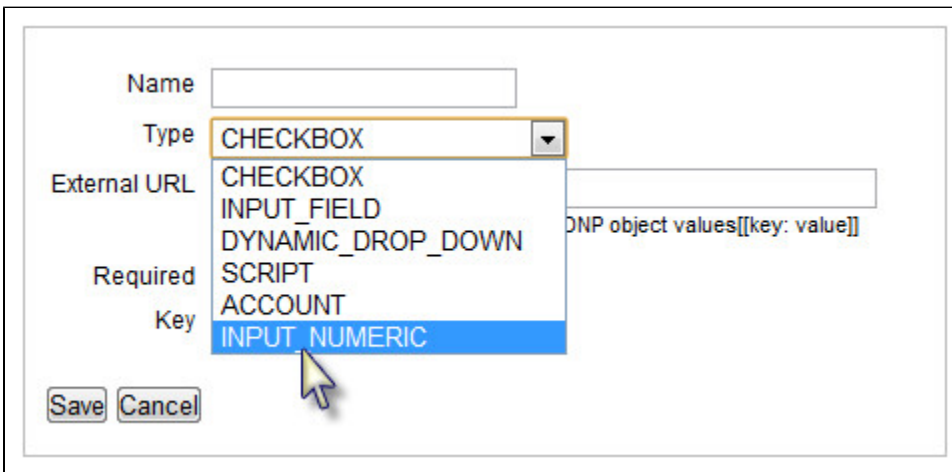 Name
Type CHECKBOX
External URL CHECKBOX
INPUT_FIELD
DYNAMIC_DROP_DOWN
object values[[key: value]]
Required SCRIPT
ACCOUNT
Key
INPUT_NUMERIC
Save Cancel